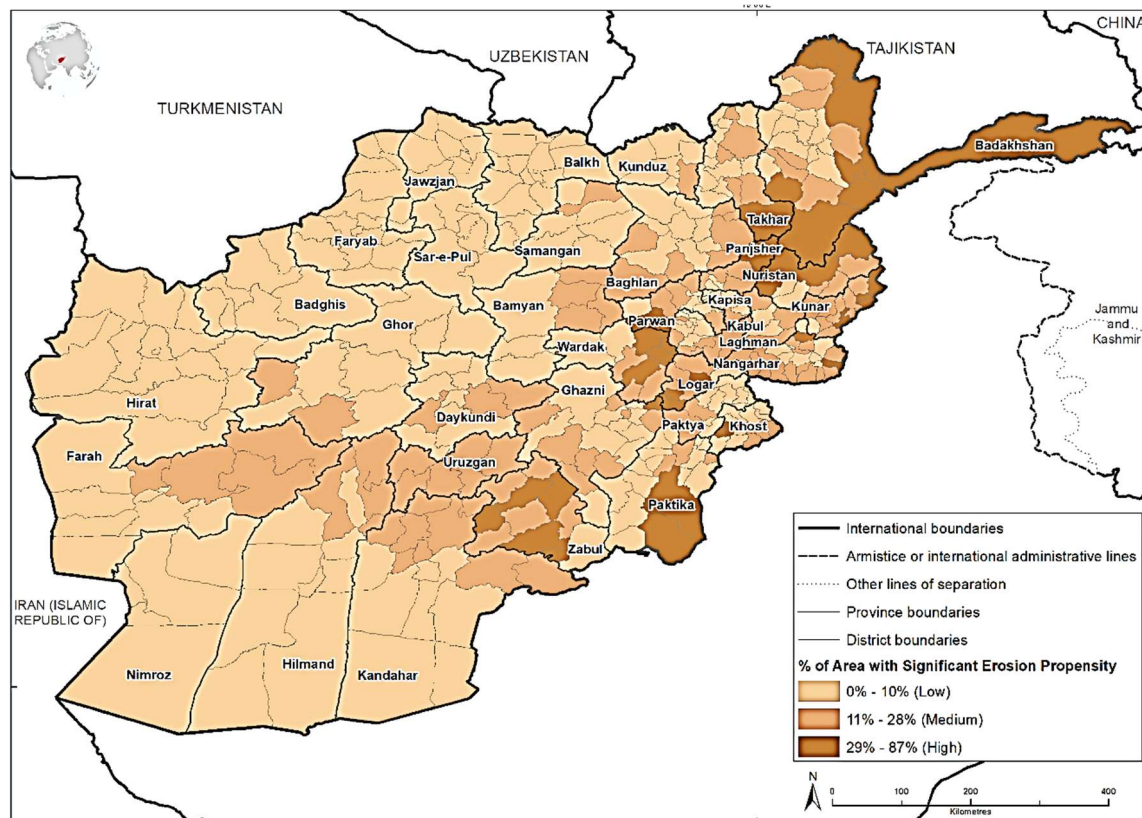 CHINA
UZBEKISTAN
TAJIKISTAN
TURKMENISTAN
Badakhshan
Balkh
Kunduz
Jawzjan
Takhar
Faryab
Sar-e-Pul
Samangan
Panjsher
Nuristan
Baghlan
Badghis
Bamyan
Kapisa
Kunar
Ghor
Parwan
Kabul
Jammu
and
Kashmir
Wardak
Laghman
Nangarhar
Ghazni
Logar
Hirat
Daykundi
Paktya
Khost
Farah
Uruzgan
Paktika
Zabul
IRAN (ISLAMIC
REPUBLIC OF)
Nimroz
Hilmand
Kandahar
International boundaries
Armistice or international administrative lines
Other lines of separation
Province boundaries
District boundaries
% of Area with Significant Erosion Propensity
0% - 10% (Low)
11% - 28% (Medium)
29% - 87% (High)
N
0 100 200 400
Kilometres